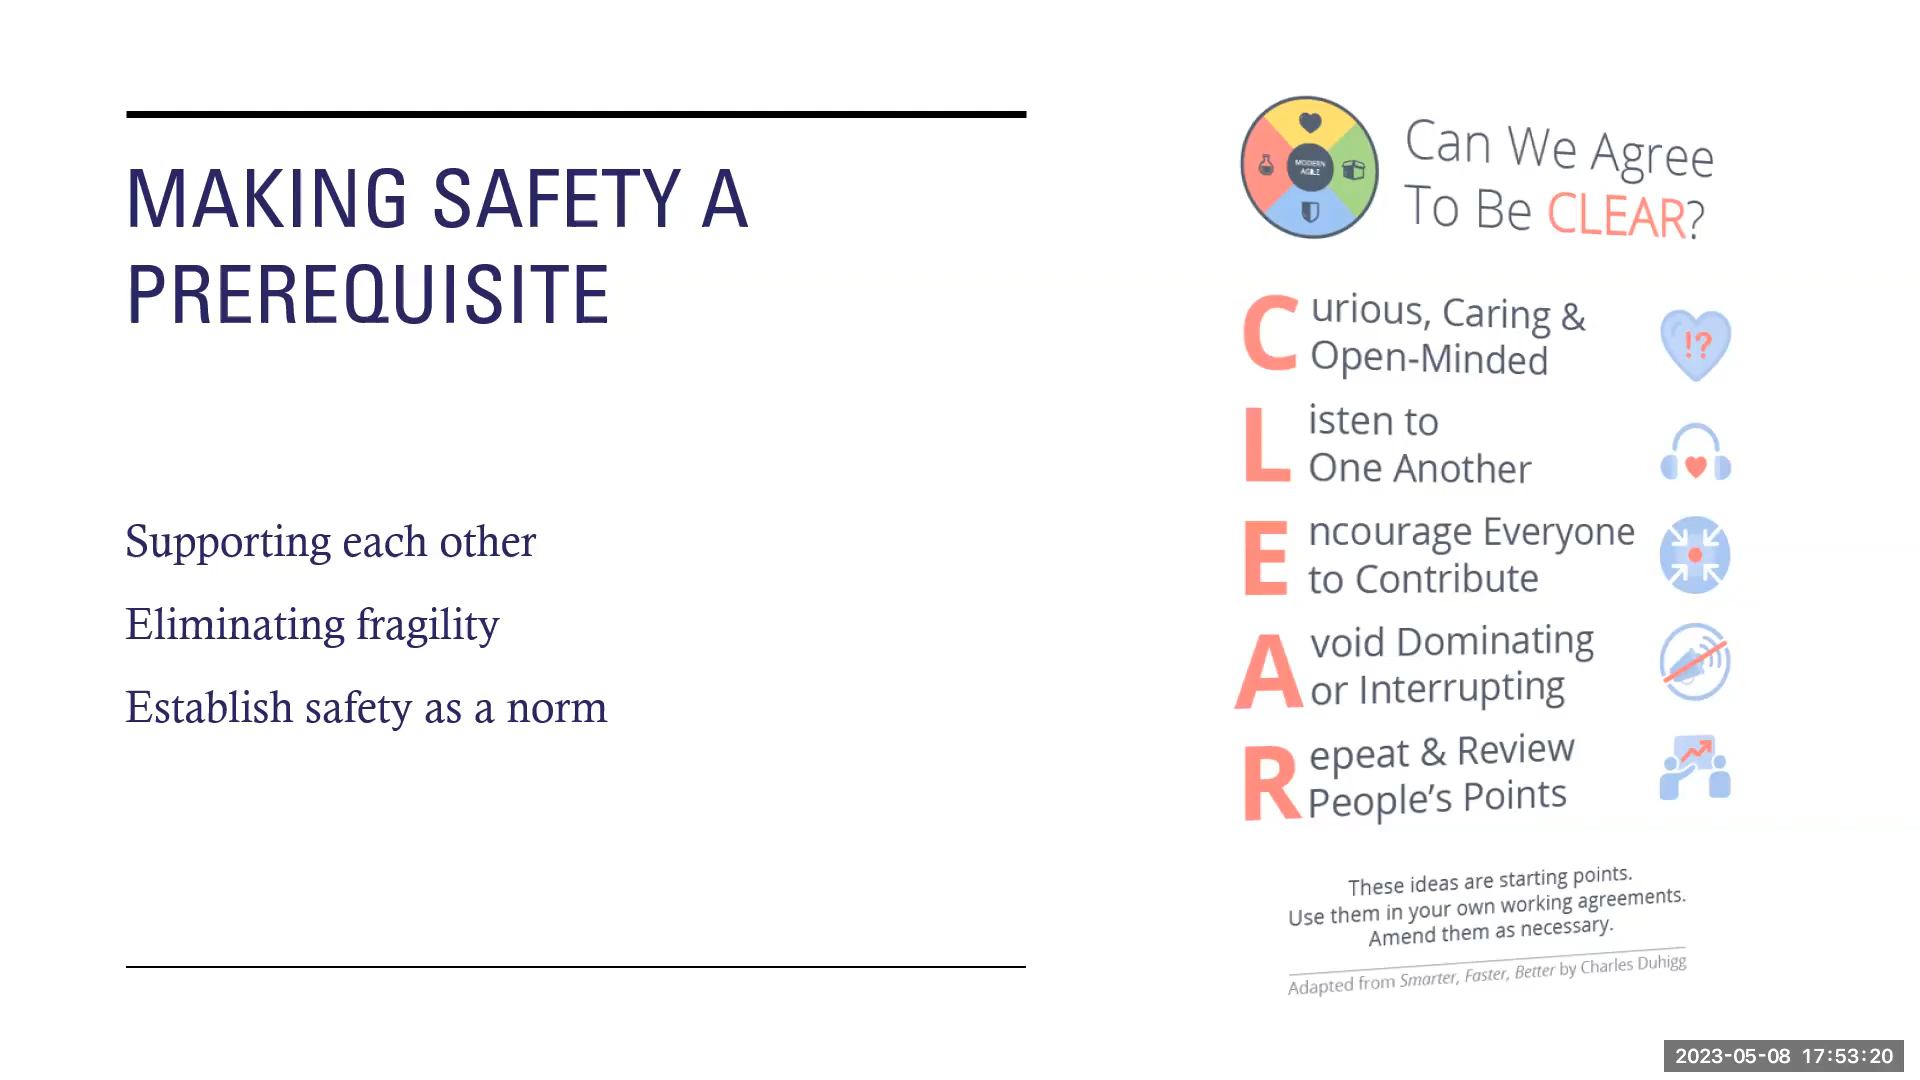 MAKING SAFETY A
PREREQUISITE
Supporting each other
Eliminating fragility
Establish safety as a norm
MODERN
AGILE
Can We Agree
To Be CLEAR?
Curious, Caring &
Open-Minded
!?
Listen to
One Another
Encourage Everyone
to Contribute
Avoid Dominating
or Interrupting
Repeat & Review
People's Points
These ideas are starting points.
Use them in your own working agreements.
Amend them as necessary.
Adapted from Smarter, Faster, Better by Charles Duhigg
2023-05-08 17:53:20